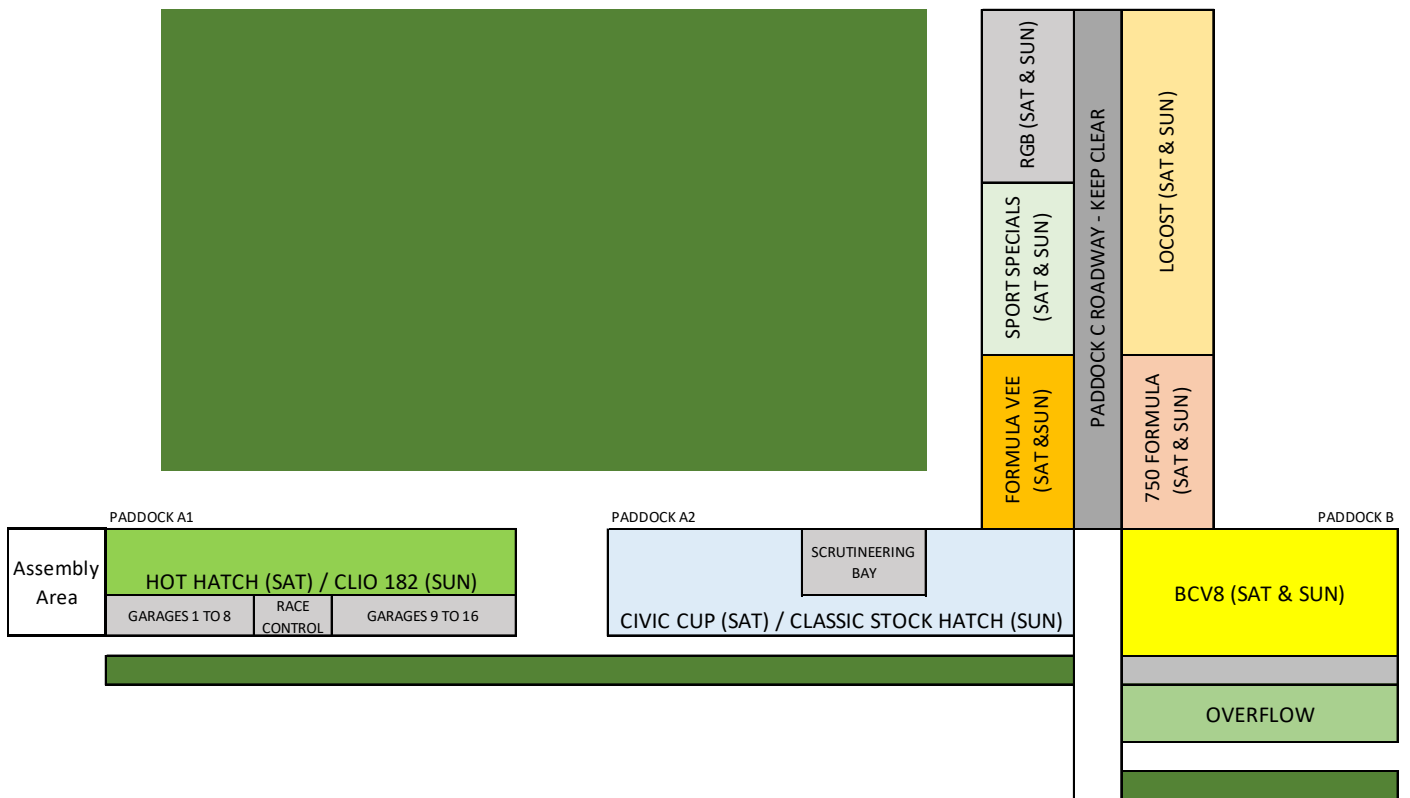 RGB (SAT & SUN)
SPORT SPECIALS
(SAT & SUN)
FORMULA VEE
(SAT &SUN)
PADDOCK C ROADWAY - KEEP CLEAR
LOCOST (SAT & SUN)
750 FORMULA
(SAT & SUN)
PADDOCK A1
PADDOCK A2
PADDOCK B
Assembly
Area
HOT HATCH (SAT) / CLIO 182 (SUN)
GARAGES 1 TO 8
RACE
CONTROL
GARAGES 9 TO 16
SCRUTINEERING
BAY
CIVIC CUP (SAT) / CLASSIC STOCK HATCH (SUN)
BCV8 (SAT & SUN)
OVERFLOW